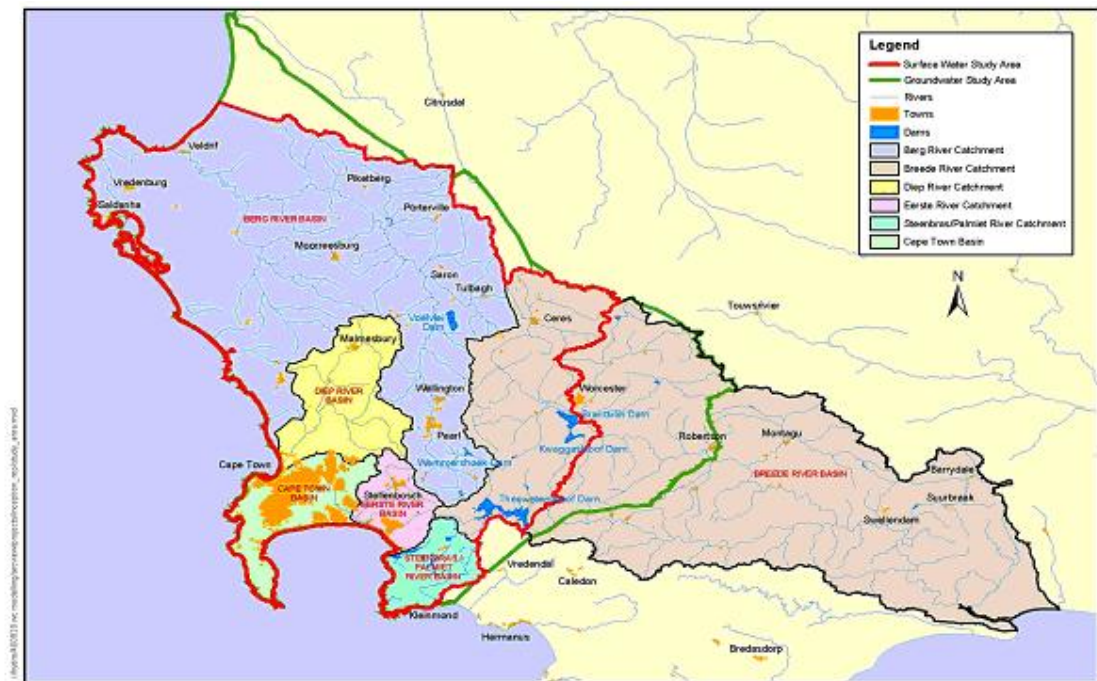 Legend
Surface Water Study Area
Groundwater Study Area
Rivers
Towns
Dams
Berg River Catchment
Breede River Catchment
Diep River Catchment
Eerste River Catchment
Steenbras/Palmiet River Catchment
Cape Town Basin
N
Citrusdal
Veldrif
Vredenburg
Saldanha
Piketberg
Porterville
BERG RIVER BASIN
Moorreesburg
Saron
Tulbagh
Voëlvlei
Dam
Ceres
Touwsrivier
Malmesbury
DIEP RIVER
BASIN
Wellington
Worcester
Brandvlei Dam
Kwaggaskloof Dam
Paarl
Wemmershoek Dam
Robertson
Montagu
BREEDE RIVER BASIN
Barrydale
Suurbraak
Swellendam
Cape Town
CAPE TOWN
BASIN
Stellenbosch
EERSTE RIVER
BASIN
Theewaterskloof Dam
STEENBRAS /
PALMIET
RIVER BASIN
Vredendal
Caledon
Kleinmond
Hermanus
Bredasdorp